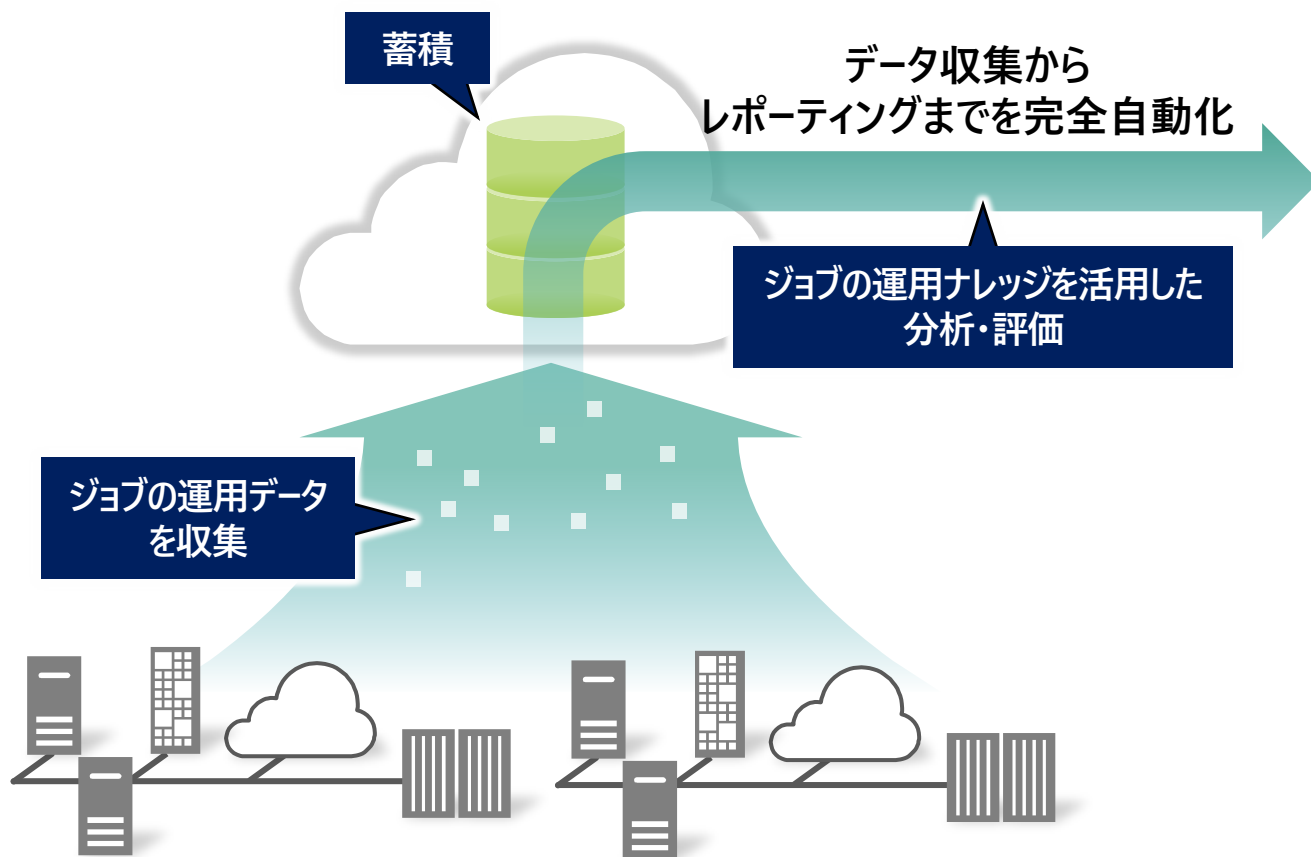 蓄積
データ収集から
レポーティングまでを完全自動化
ジョブの運用ナレッジを活用した
分析・評価
ジョブの運用データ
を収集